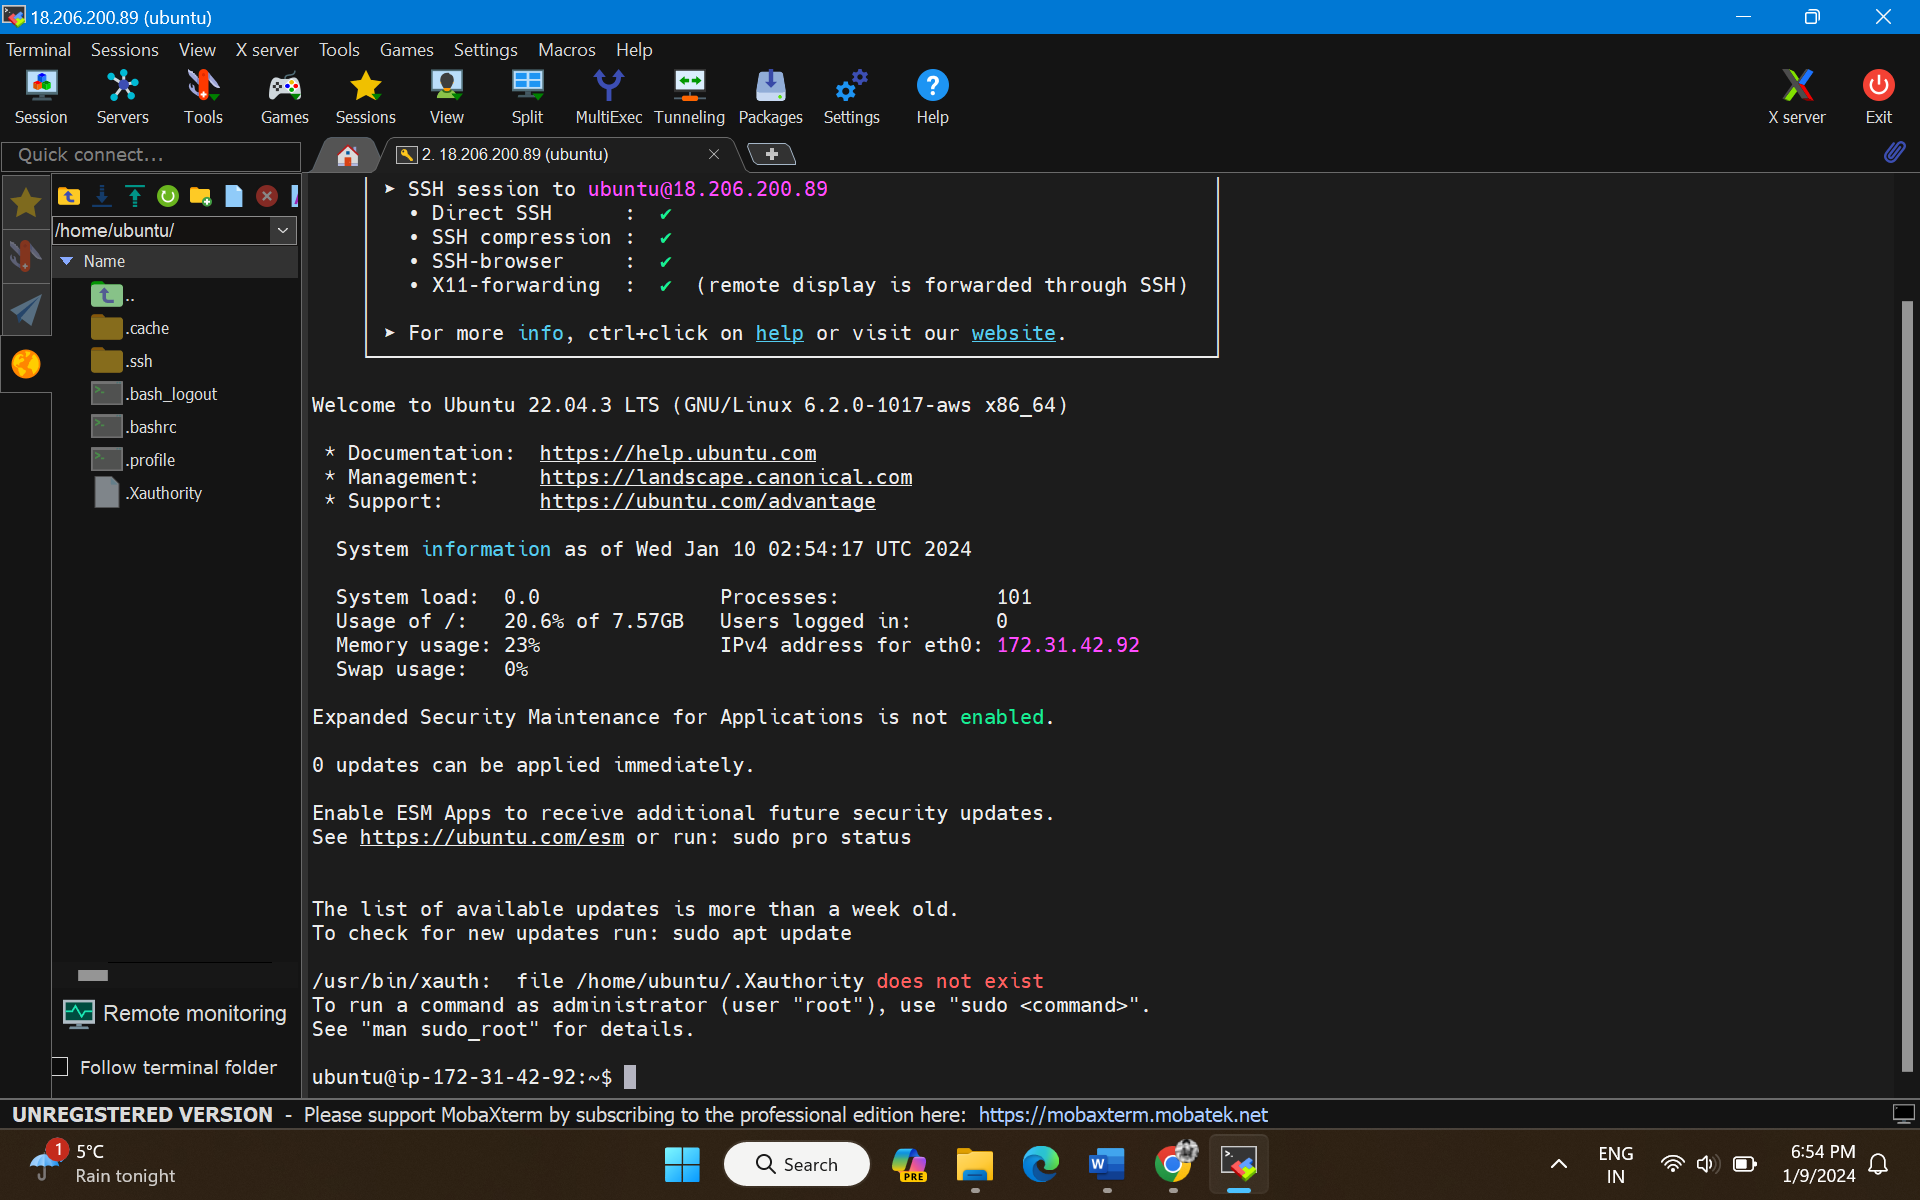 18.206.200.89 (ubuntu)
Terminal Sessions View X server Tools Games Settings Macros Help
Session Servers Tools Games Sessions View Split MultiExec Tunneling Packages Settings Help X server Exit
Quick connect...
2. 18.206.200.89 (ubuntu)
/home/ubuntu/
Name
..
.cache
.ssh
.bash_logout
.bashrc
.profile
.Xauthority
Remote monitoring
Follow terminal folder
➤ SSH session to ubuntu@18.206.200.89
• Direct SSH : ✔
• SSH compression : ✔
• SSH-browser : ✔
• X11-forwarding : ✔ (remote display is forwarded through SSH)
➤ For more info, ctrl+click on help or visit our website.
Welcome to Ubuntu 22.04.3 LTS (GNU/Linux 6.2.0-1017-aws x86_64)
* Documentation: https://help.ubuntu.com
* Management: https://landscape.canonical.com
* Support: https://ubuntu.com/advantage
System information as of Wed Jan 10 02:54:17 UTC 2024
System load: 0.0 Processes: 101
Usage of /: 20.6% of 7.57GB Users logged in: 0
Memory usage: 23% IPv4 address for eth0: 172.31.42.92
Swap usage: 0%
Expanded Security Maintenance for Applications is not enabled.
0 updates can be applied immediately.
Enable ESM Apps to receive additional future security updates.
See https://ubuntu.com/esm or run: sudo pro status
The list of available updates is more than a week old.
To check for new updates run: sudo apt update
/usr/bin/xauth: file /home/ubuntu/.Xauthority does not exist
To run a command as administrator (user "root"), use "sudo <command>".
See "man sudo_root" for details.
ubuntu@ip-172-31-42-92:~$
UNREGISTERED VERSION - Please support MobaXterm by subscribing to the professional edition here: https://mobaxterm.mobatek.net
1
5°C
Rain tonight
Search
PRE
W
ENG
IN
6:54 PM
1/9/2024